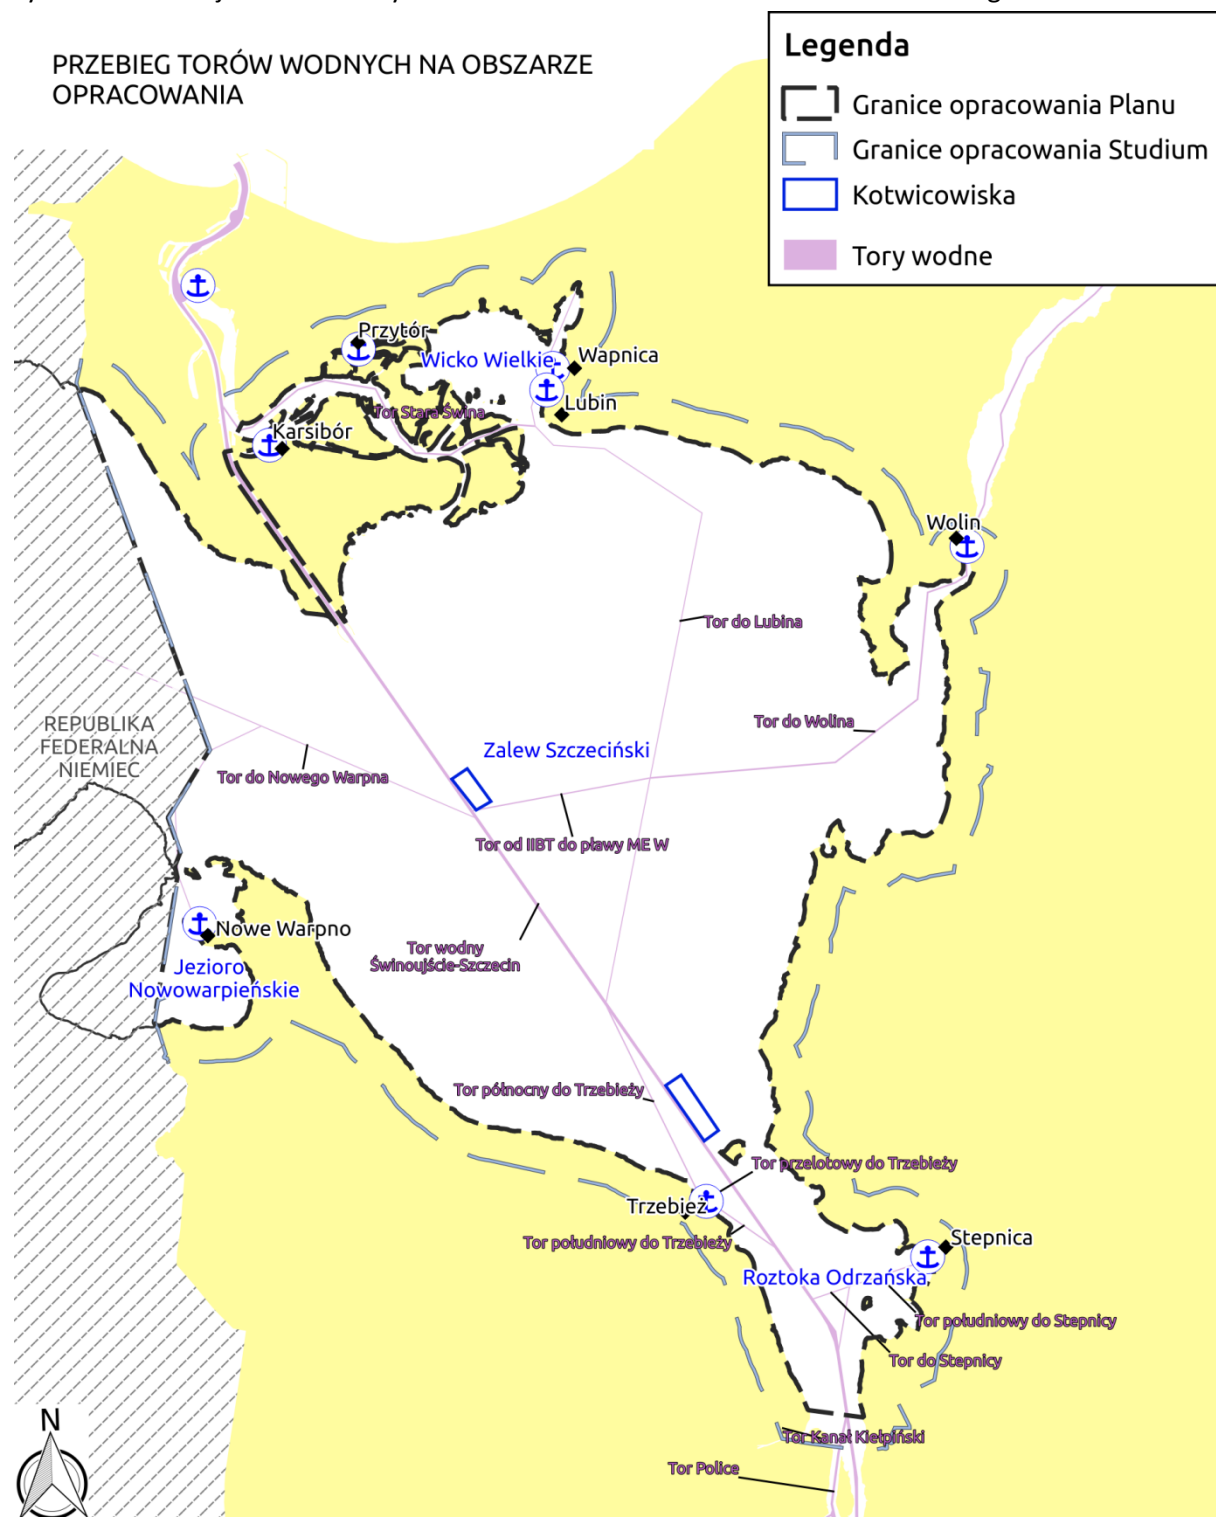 PRZEBIEG TORÓW WODNYCH NA OBSZARZE
OPRACOWANIA
Legenda
Granice opracowania Planu
Granice opracowania Studium
Kotwicowiska
Tory wodne
Przytór
Wicko Wielkie
Wapnica
Lubin
Tor Stara Świna
Karsibór
Wolin
Tor do Lubina
Tor do Wolina
REPUBLIKA
FEDERALNA
NIEMIEC
Zalew Szczeciński
Tor do Nowego Warpna
Tor od IIBT do pławy ME W
Nowe Warpno
Tor wodny
Świnoujście-Szczecin
Jezioro
Nowowarpieńskie
Tor północny do Trzebieży
Tor przelotowy do Trzebieży
Trzebież
Tor południowy do Trzebieży
Stepnica
Roztoka Odrzańska
Tor południowy do Stepnicy
Tor do Stepnicy
N
Tor Kanał Kiełpiński
Tor Police